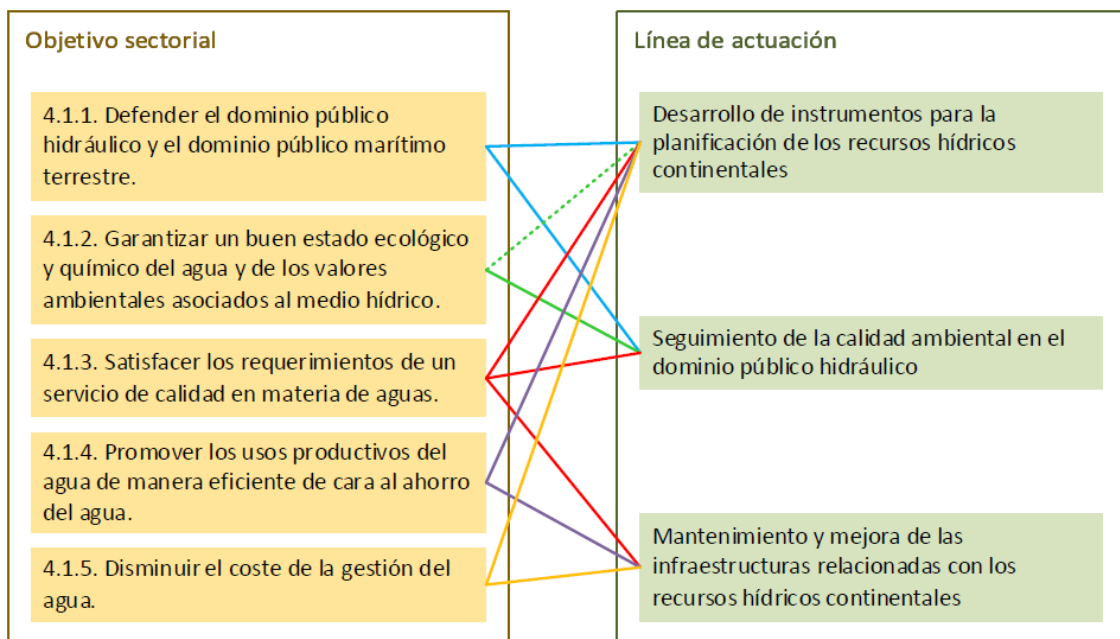 Objetivo sectorial
4.1.1. Defender el dominio público
hidráulico y el dominio público marítimo
terrestre.
4.1.2. Garantizar un buen estado ecológico
y químico del agua y de los valores
ambientales asociados al medio hídrico.
4.1.3. Satisfacer los requerimientos de un
servicio de calidad en materia de aguas.
4.1.4. Promover los usos productivos del
agua de manera eficiente de cara al ahorro
del agua.
4.1.5. Disminuir el coste de la gestión del
agua.
Línea de actuación
Desarrollo de instrumentos para la
planificación de los recursos hídricos
continentales
Seguimiento de la calidad ambiental en el
dominio público hidráulico
Mantenimiento y mejora de las
infraestructuras relacionadas con los
recursos hídricos continentales